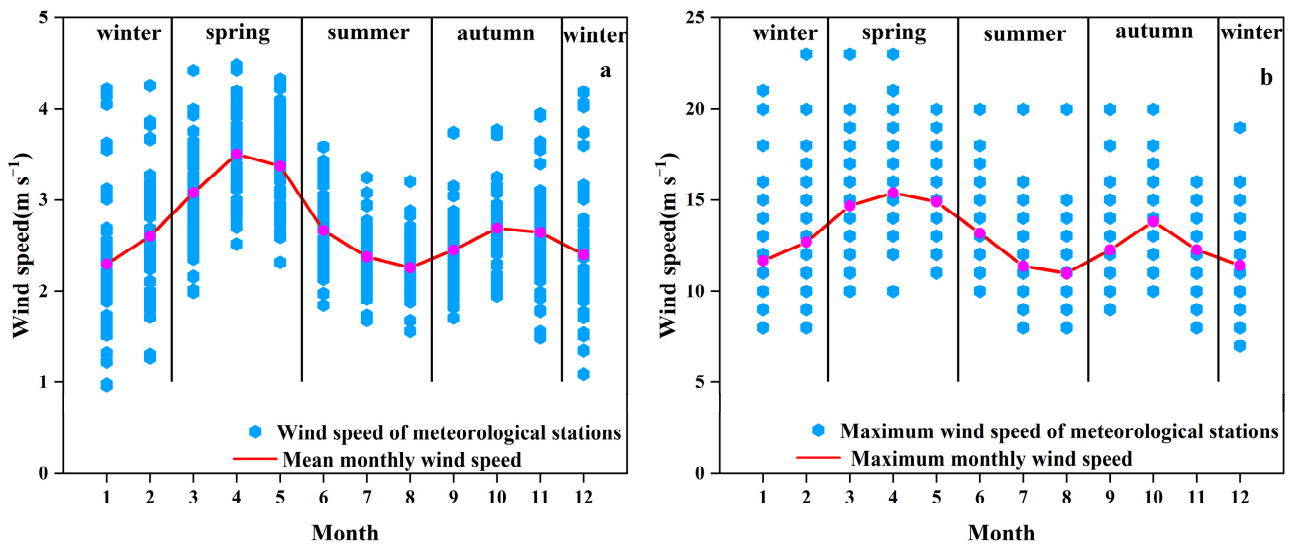 winter spring summer autumn winter
a
5
4
3
2
1
0
Wind speed(m s⁻¹)
Wind speed of meteorological stations
Mean monthly wind speed
1 2 3 4 5 6 7 8 9 10 11 12
Month
winter spring summer autumn winter
b
25
20
15
10
5
0
Wind speed(m s⁻¹)
Maximum wind speed of meteorological stations
Maximum monthly wind speed
1 2 3 4 5 6 7 8 9 10 11 12
Month